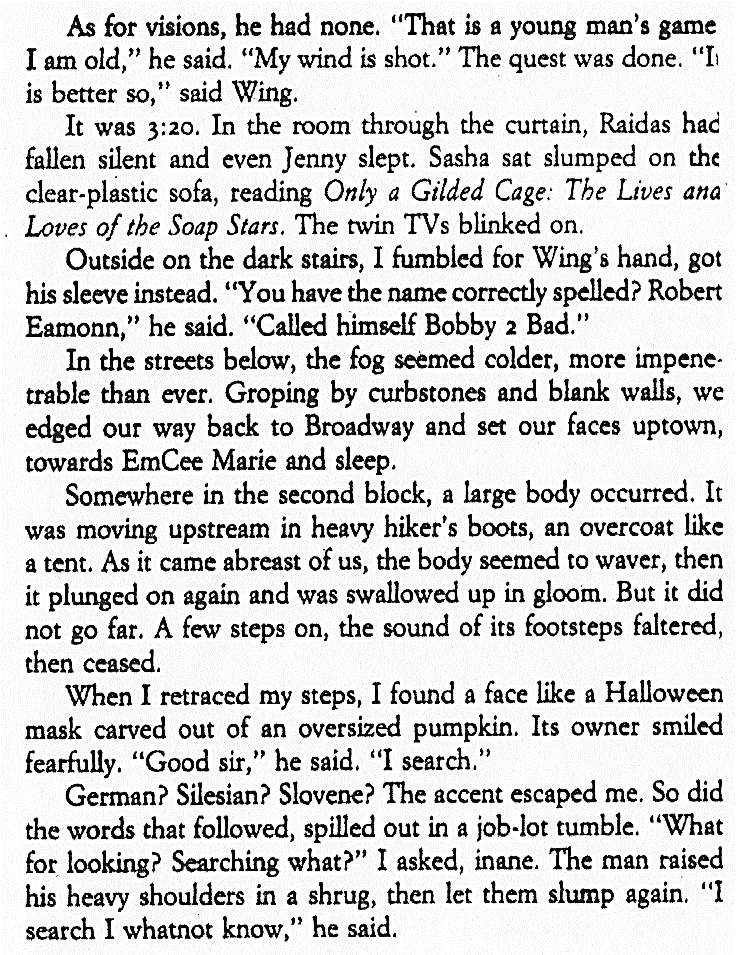 As for visions, he had none. “That is a young man’s game
I am old,” he said. “My wind is shot.” The quest was done. “I
is better so,” said Wing.
It was 3:20. In the room through the curtain, Raidas had
fallen silent and even Jenny slept. Sasha sat slumped on the
clear-plastic sofa, reading Only a Gilded Cage: The Lives and
Loves of the Soap Stars. The twin TVs blinked on.
Outside on the dark stairs, I fumbled for Wing’s hand, got
his sleeve instead. “You have the name correctly spelled? Robert
Eamonn,” he said. “Called himself Bobby 2 Bad.”
In the streets below, the fog seemed colder, more impene-
trable than ever. Groping by curbstones and blank walls, we
edged our way back to Broadway and set our faces uptown,
towards EmCee Marie and sleep.
Somewhere in the second block, a large body occurred. It
was moving upstream in heavy hiker’s boots, an overcoat like
a tent. As it came abreast of us, the body seemed to waver, then
it plunged on again and was swallowed up in gloom. But it did
not go far. A few steps on, the sound of its footsteps faltered,
then ceased.
When I retraced my steps, I found a face like a Halloween
mask carved out of an oversized pumpkin. Its owner smiled
fearfully. “Good sir,” he said. “I search.”
German? Silesian? Slovene? The accent escaped me. So did
the words that followed, spilled out in a job-lot tumble. “What
for looking? Searching what?” I asked, inane. The man raised
his heavy shoulders in a shrug, then let them slump again. “I
search I whatnot know,” he said.